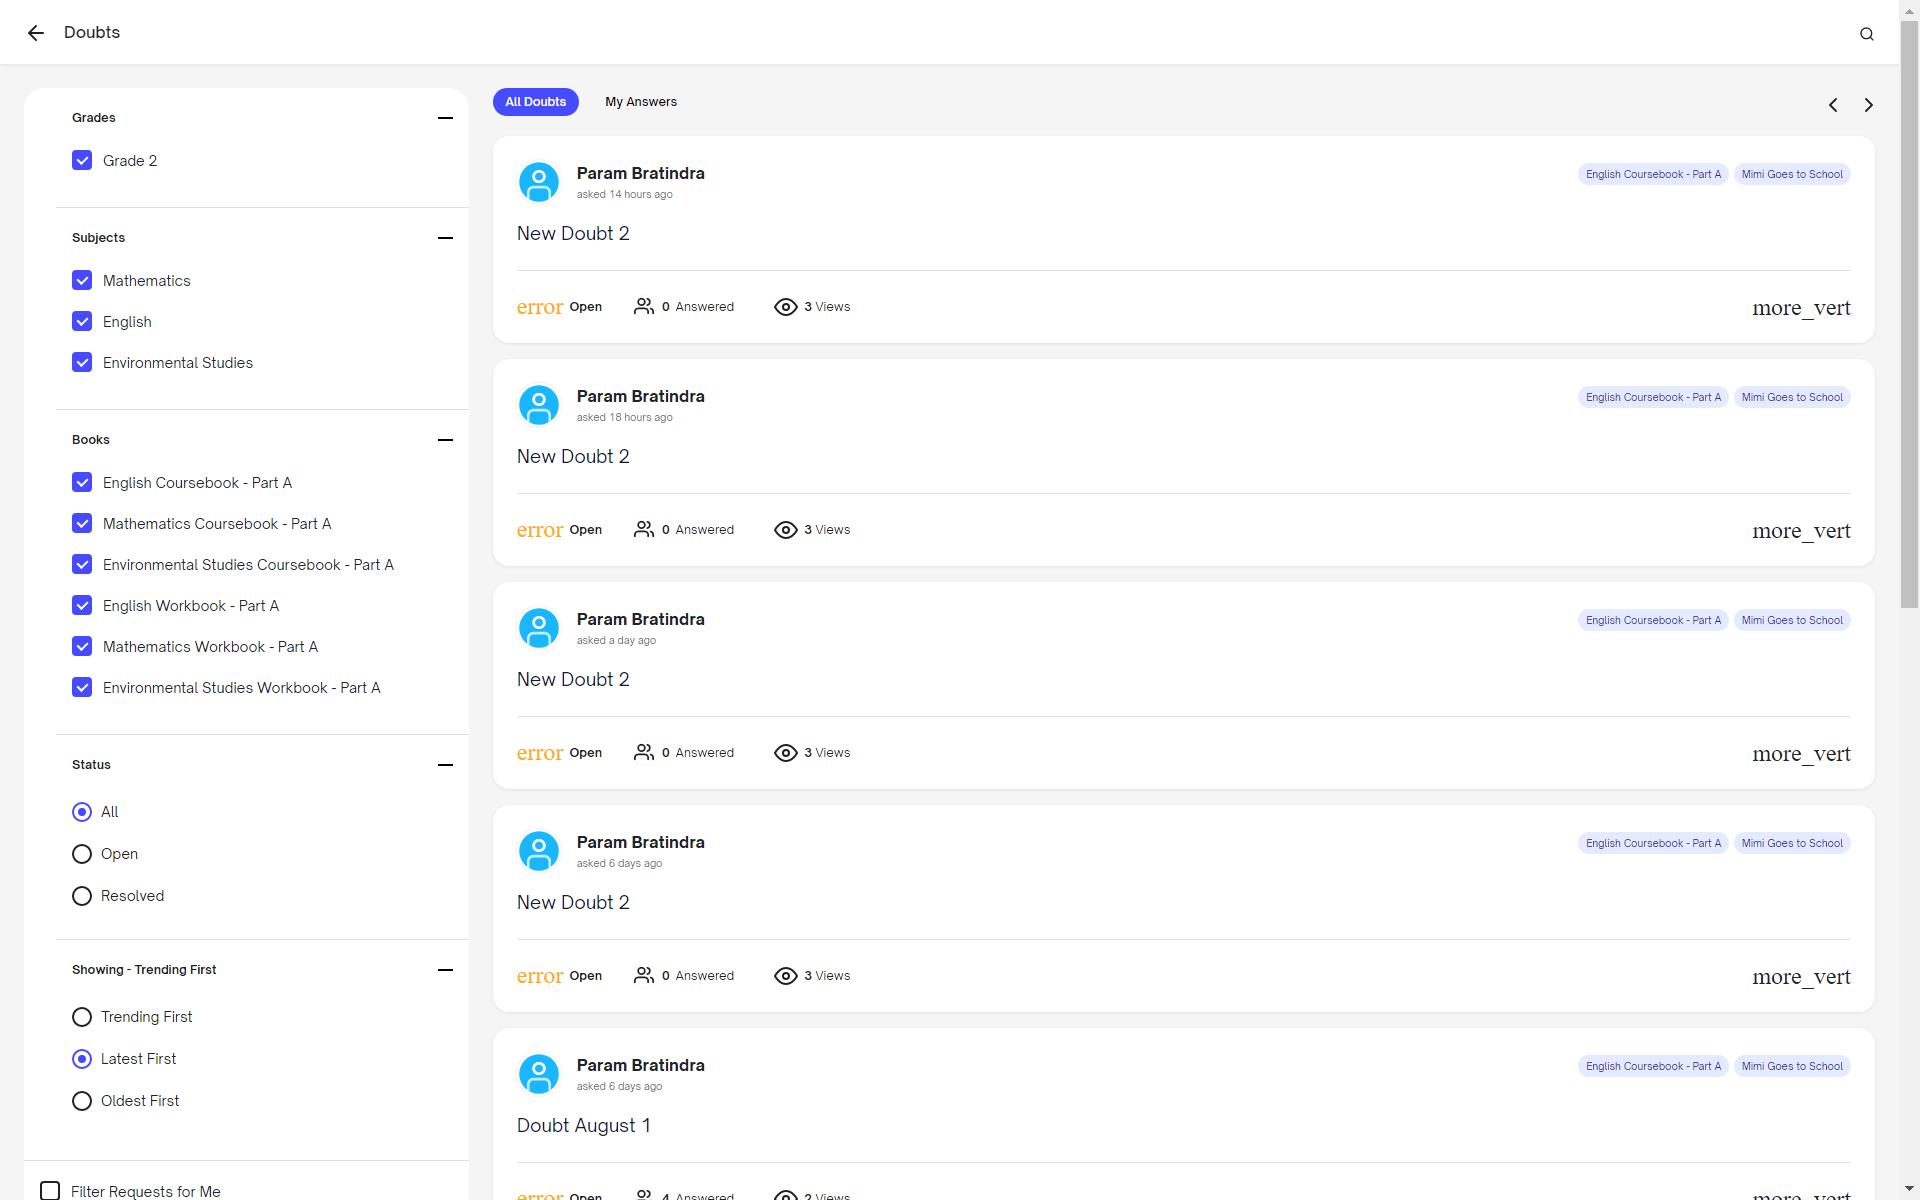 Doubts
Grades
Grade 2
Subjects
Mathematics
English
Environmental Studies
Books
English Coursebook - Part A
Mathematics Coursebook - Part A
Environmental Studies Coursebook - Part A
English Workbook - Part A
Mathematics Workbook - Part A
Environmental Studies Workbook - Part A
Status
All
Open
Resolved
Showing - Trending First
Trending First
Latest First
Oldest First
Filter Requests for Me
All Doubts My Answers
Param Bratindra English Coursebook - Part A Mimi Goes to School
asked 14 hours ago
New Doubt 2
error Open 0 Answered 3 Views more_vert
Param Bratindra English Coursebook - Part A Mimi Goes to School
asked 18 hours ago
New Doubt 2
error Open 0 Answered 3 Views more_vert
Param Bratindra English Coursebook - Part A Mimi Goes to School
asked a day ago
New Doubt 2
error Open 0 Answered 3 Views more_vert
Param Bratindra English Coursebook - Part A Mimi Goes to School
asked 6 days ago
New Doubt 2
error Open 0 Answered 3 Views more_vert
Param Bratindra English Coursebook - Part A Mimi Goes to School
asked 6 days ago
Doubt August 1
error Open 4 Answered 2 Views more_vert